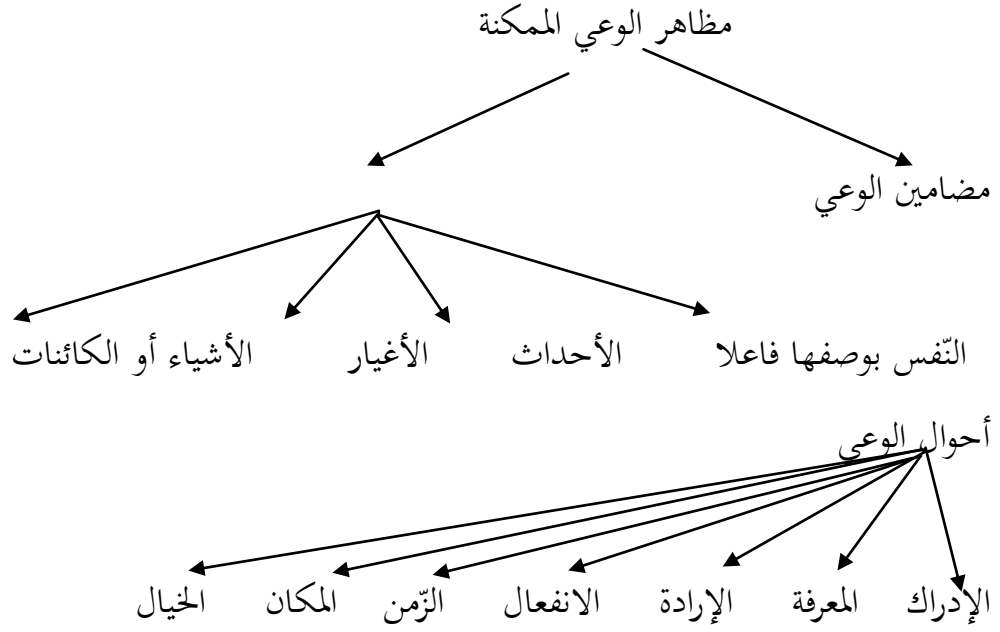 مظاهر الوعي الممكنة
مضامين الوعي
النّفس بوصفها فاعلا الأحداث الأغيار الأشياء أو الكائنات
أحوال الوعي
الإدراك المعرفة الإرادة الانفعال الزّمن المكان الخيال